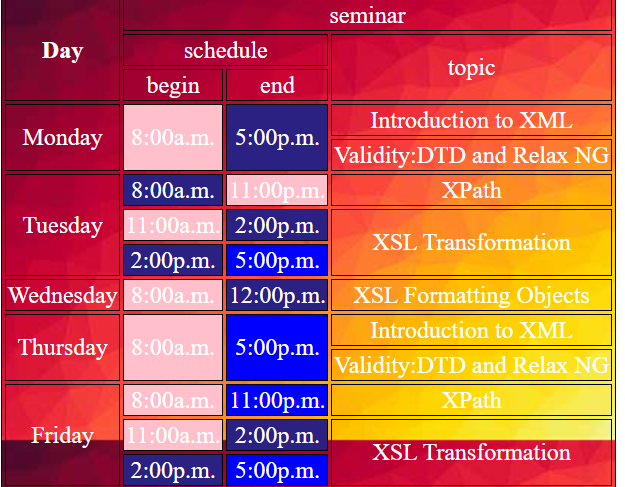 Day
seminar
schedule
topic
begin
end
Monday
8:00a.m.
5:00p.m.
Introduction to XML
Validity:DTD and Relax NG
Tuesday
8:00a.m.
11:00p.m.
XPath
11:00a.m.
2:00p.m.
XSL Transformation
2:00p.m.
5:00p.m.
Wednesday
8:00a.m.
12:00p.m.
XSL Formatting Objects
Thursday
8:00a.m.
5:00p.m.
Introduction to XML
Validity:DTD and Relax NG
Friday
8:00a.m.
11:00p.m.
XPath
11:00a.m.
2:00p.m.
XSL Transformation
2:00p.m.
5:00p.m.